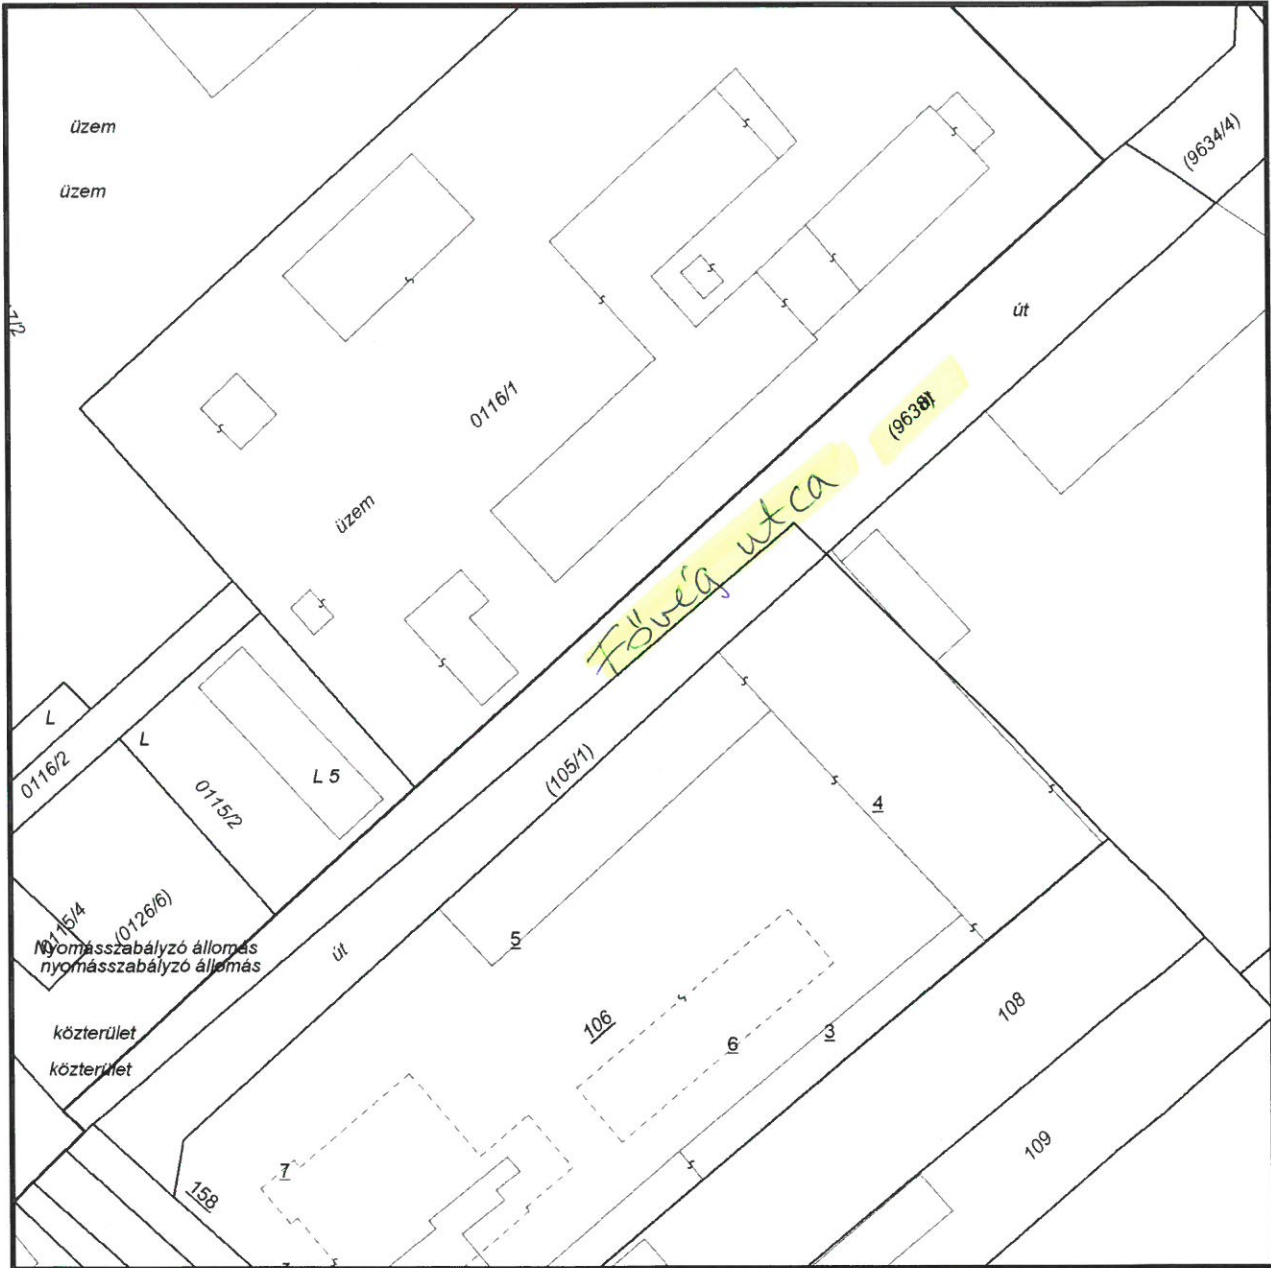 üzem
(9634/4)
üzem
út
0116/1
(9638)
üzem
Fővég utca
L
L
0116/2
L 5
0115/2
(105/1)
4
0115/4
(0126/6)
5
út
Nyomásszabályzó állomás
nyomásszabályzó állomás
108
106
közterület
6
3
közterület
109
7
158